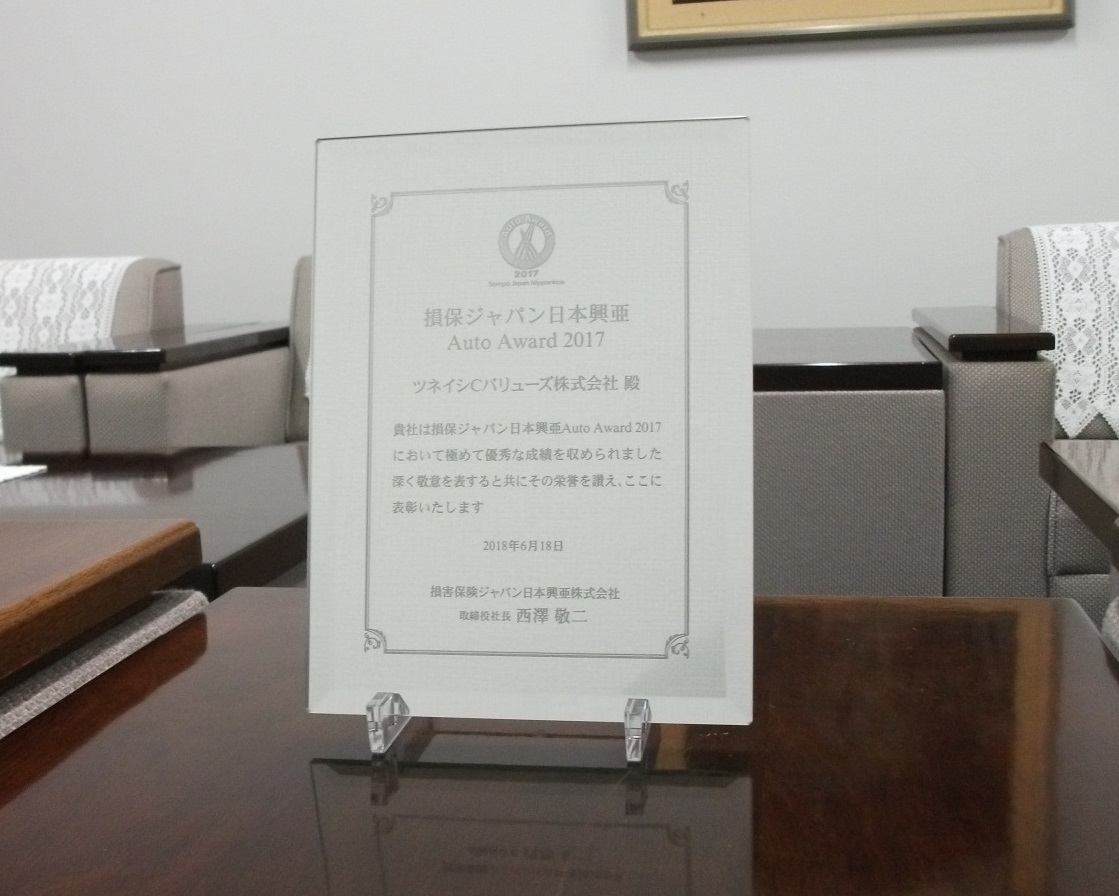 2017
Sompo Japan Nipponkoa
損保ジャパン日本興亜
Auto Award 2017
ツネイシCバリューズ株式会社 殿
貴社は損保ジャパン日本興亜Auto Award 2017
において極めて優秀な成績を収められました
深く敬意を表すると共にその栄誉を讃え、ここに
表彰いたします
2018年6月18日
損害保険ジャパン日本興亜株式会社
取締役社長 西澤 敬二